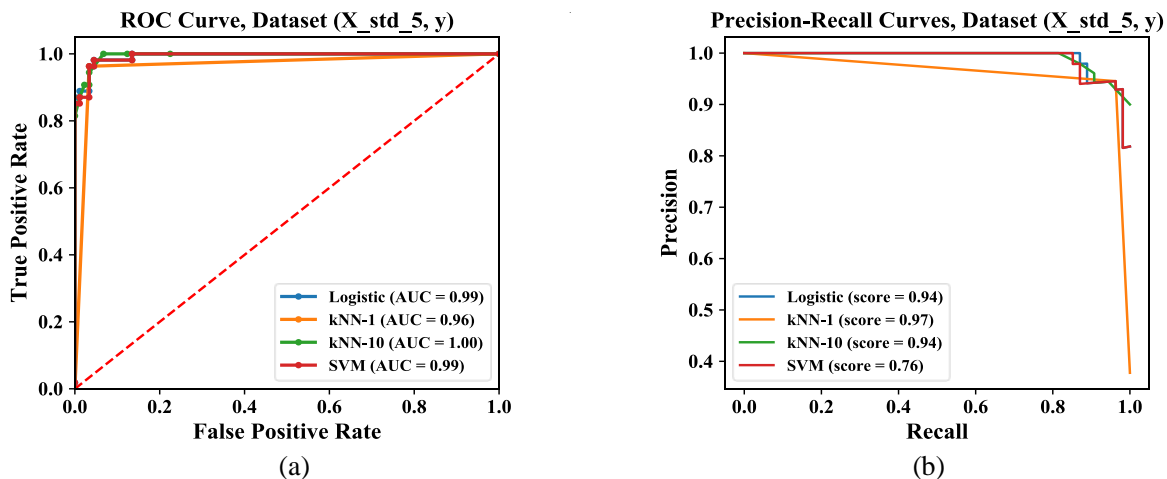 ROC Curve, Dataset (X_std_5, y)
1.0
0.8
0.6
0.4
0.2
0.0
True Positive Rate
Logistic (AUC = 0.99)
kNN-1 (AUC = 0.96)
kNN-10 (AUC = 1.00)
SVM (AUC = 0.99)
0.0 0.2 0.4 0.6 0.8 1.0
False Positive Rate
(a)
Precision-Recall Curves, Dataset (X_std_5, y)
1.0
0.9
0.8
0.7
0.6
0.5
0.4
Precision
Logistic (score = 0.94)
kNN-1 (score = 0.97)
kNN-10 (score = 0.94)
SVM (score = 0.76)
0.0 0.2 0.4 0.6 0.8 1.0
Recall
(b)